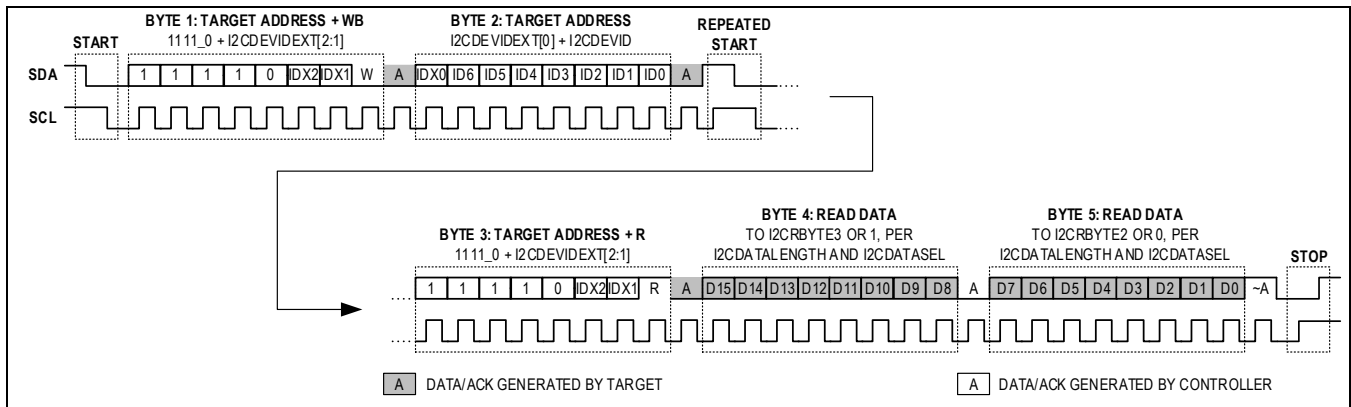 BYTE 1: TARGET ADDRESS + WB
1111_0 + I2CDEVIDEXT[2:1]
BYTE 2: TARGET ADDRESS
I2CDEVIDEXT[0] + I2CDEVID
REPEATED
START
START
SDA 1 1 1 1 0 IDX2 IDX1 W A IDX0 ID6 ID5 ID4 ID3 ID2 ID1 ID0 A ....
SCL ....
BYTE 3: TARGET ADDRESS + R
1111_0 + I2CDEVIDEXT[2:1]
BYTE 4: READ DATA
TO I2CRBYTE3 OR 1, PER
I2CDATALENGTH AND I2CDATASEL
BYTE 5: READ DATA
TO I2CRBYTE2 OR 0, PER
I2CDATALENGTH AND I2CDATASEL
STOP
.... 1 1 1 1 0 IDX2 IDX1 R A D15 D14 D13 D12 D11 D10 D9 D8 A D7 D6 D5 D4 D3 D2 D1 D0 ~A
....
A DATA/ACK GENERATED BY TARGET
A DATA/ACK GENERATED BY CONTROLLER